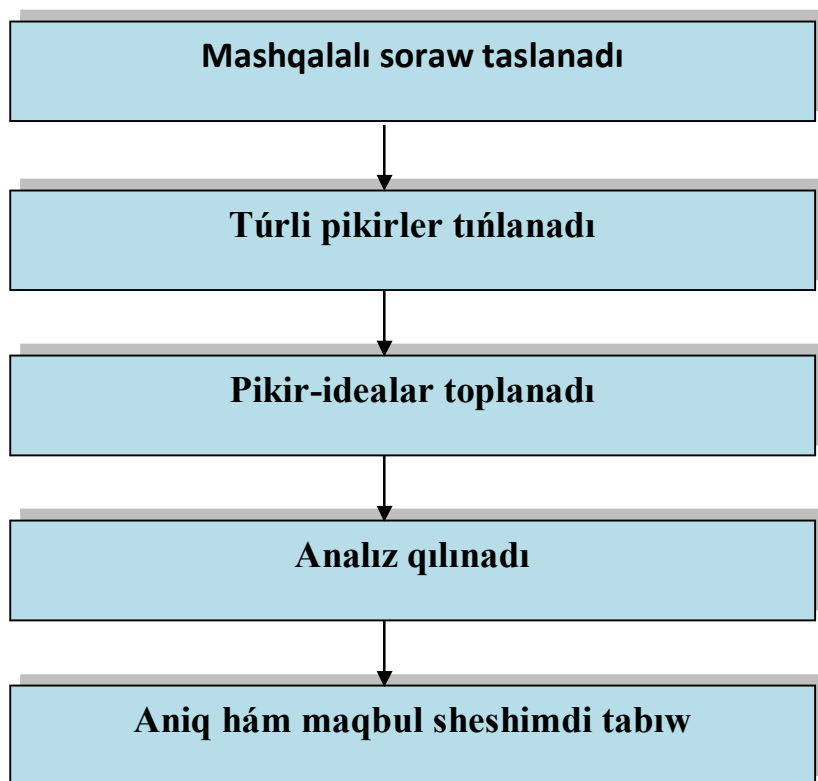 Mashqalalı soraw taslanadı
Túrli pikirler tıńlanadı
Pikir-idealar toplanadı
Analız qılınadı
Aniq hám maqbul sheshimdi tabıw